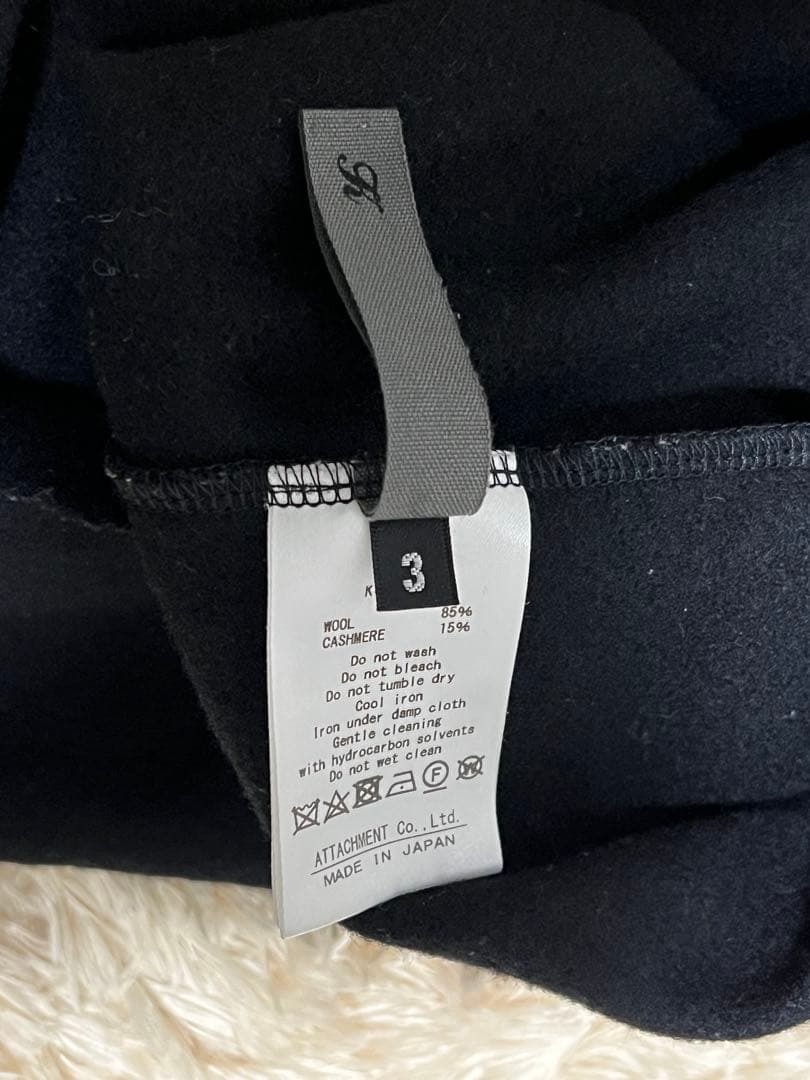 K
3
WOOL 85%
CASHMERE 15%
Do not wash
Do not bleach
Do not tumble dry
Cool iron
Iron under damp cloth
Gentle cleaning
with hydrocarbon solvents
Do not wet clean
F W
ATTACHMENT Co.,Ltd.
MADE IN JAPAN